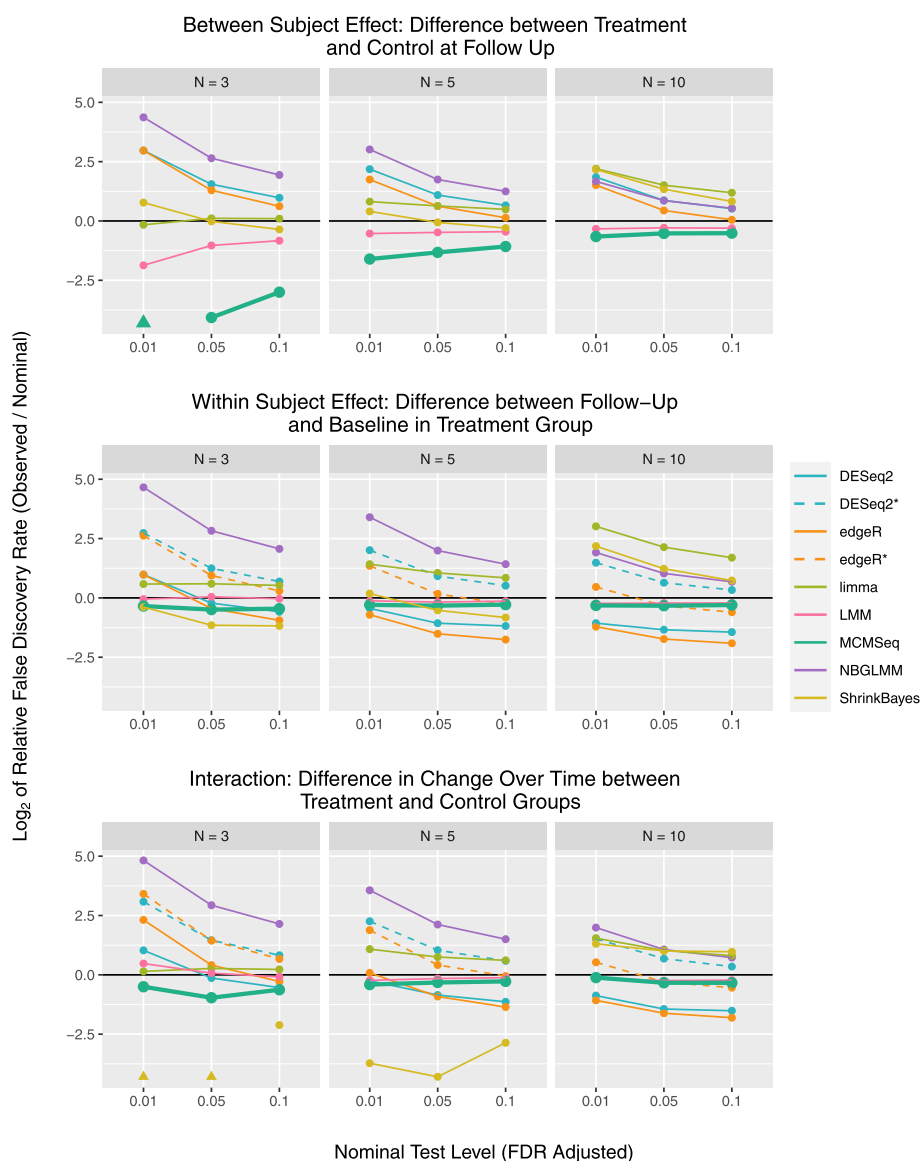 Between Subject Effect: Difference between Treatment
and Control at Follow Up
N = 3 N = 5 N = 10
5.0
2.5
0.0
−2.5
0.01 0.05 0.1 0.01 0.05 0.1 0.01 0.05 0.1
Within Subject Effect: Difference between Follow−Up
and Baseline in Treatment Group
N = 3 N = 5 N = 10
5.0
2.5
0.0
−2.5
0.01 0.05 0.1 0.01 0.05 0.1 0.01 0.05 0.1
Interaction: Difference in Change Over Time between
Treatment and Control Groups
N = 3 N = 5 N = 10
5.0
2.5
0.0
−2.5
0.01 0.05 0.1 0.01 0.05 0.1 0.01 0.05 0.1
Log₂ of Relative False Discovery Rate (Observed / Nominal)
Nominal Test Level (FDR Adjusted)
DESeq2
DESeq2*
edgeR
edgeR*
limma
LMM
MCMSeq
NBGLMM
ShrinkBayes